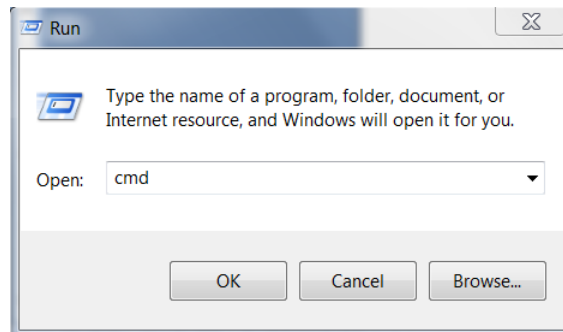 Run
Type the name of a program, folder, document, or
Internet resource, and Windows will open it for you.
Open: cmd
OK Cancel Browse...